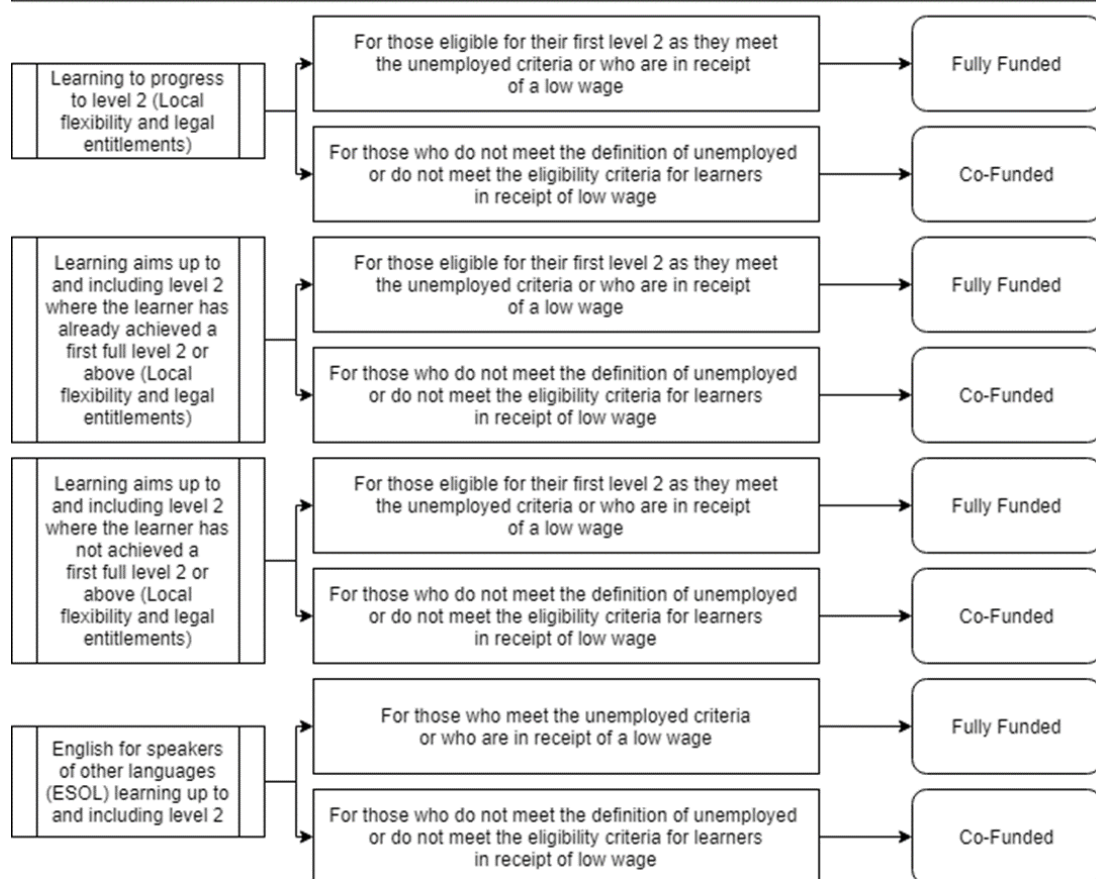 Learning to progress
to level 2 (Local
flexibility and legal
entitlements)
For those eligible for their first level 2 as they meet
the unemployed criteria or who are in receipt
of a low wage
Fully Funded
For those who do not meet the definition of unemployed
or do not meet the eligibility criteria for learners
in receipt of low wage
Co-Funded
Learning aims up to
and including level 2
where the learner has
already achieved a
first full level 2 or
above (Local
flexibility and legal
entitlements)
For those eligible for their first level 2 as they meet
the unemployed criteria or who are in receipt
of a low wage
Fully Funded
For those who do not meet the definition of unemployed
or do not meet the eligibility criteria for learners
in receipt of low wage
Co-Funded
Learning aims up to
and including level 2
where the learner has
not achieved a
first full level 2 or
above (Local
flexibility and legal
entitlements)
For those eligible for their first level 2 as they meet
the unemployed criteria or who are in receipt
of a low wage
Fully Funded
For those who do not meet the definition of unemployed
or do not meet the eligibility criteria for learners
in receipt of low wage
Co-Funded
English for speakers
of other languages
(ESOL) learning up to
and including level 2
For those who meet the unemployed criteria
or who are in receipt of a low wage
Fully Funded
For those who do not meet the definition of unemployed
or do not meet the eligibility criteria for learners
in receipt of low wage
Co-Funded